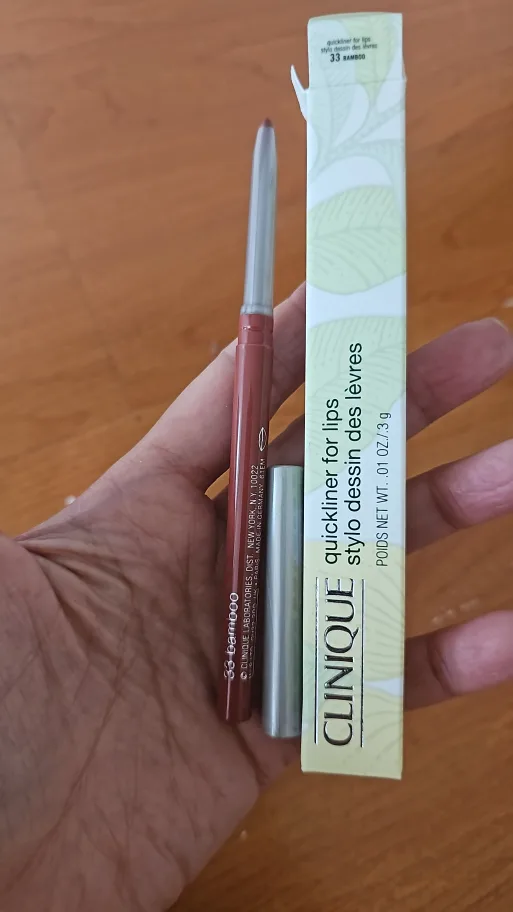 quickliner for lips
stylo dessin des lèvres
33 BAMBOO
CLINIQUE
quickliner for lips
stylo dessin des lèvres
POIDS NET WT. .01 OZ./.3 g
33 bamboo
© CLINIQUE LABORATORIES, DIST. NEW YORK, N.Y. 10022
PARIS MADE IN GERMANY